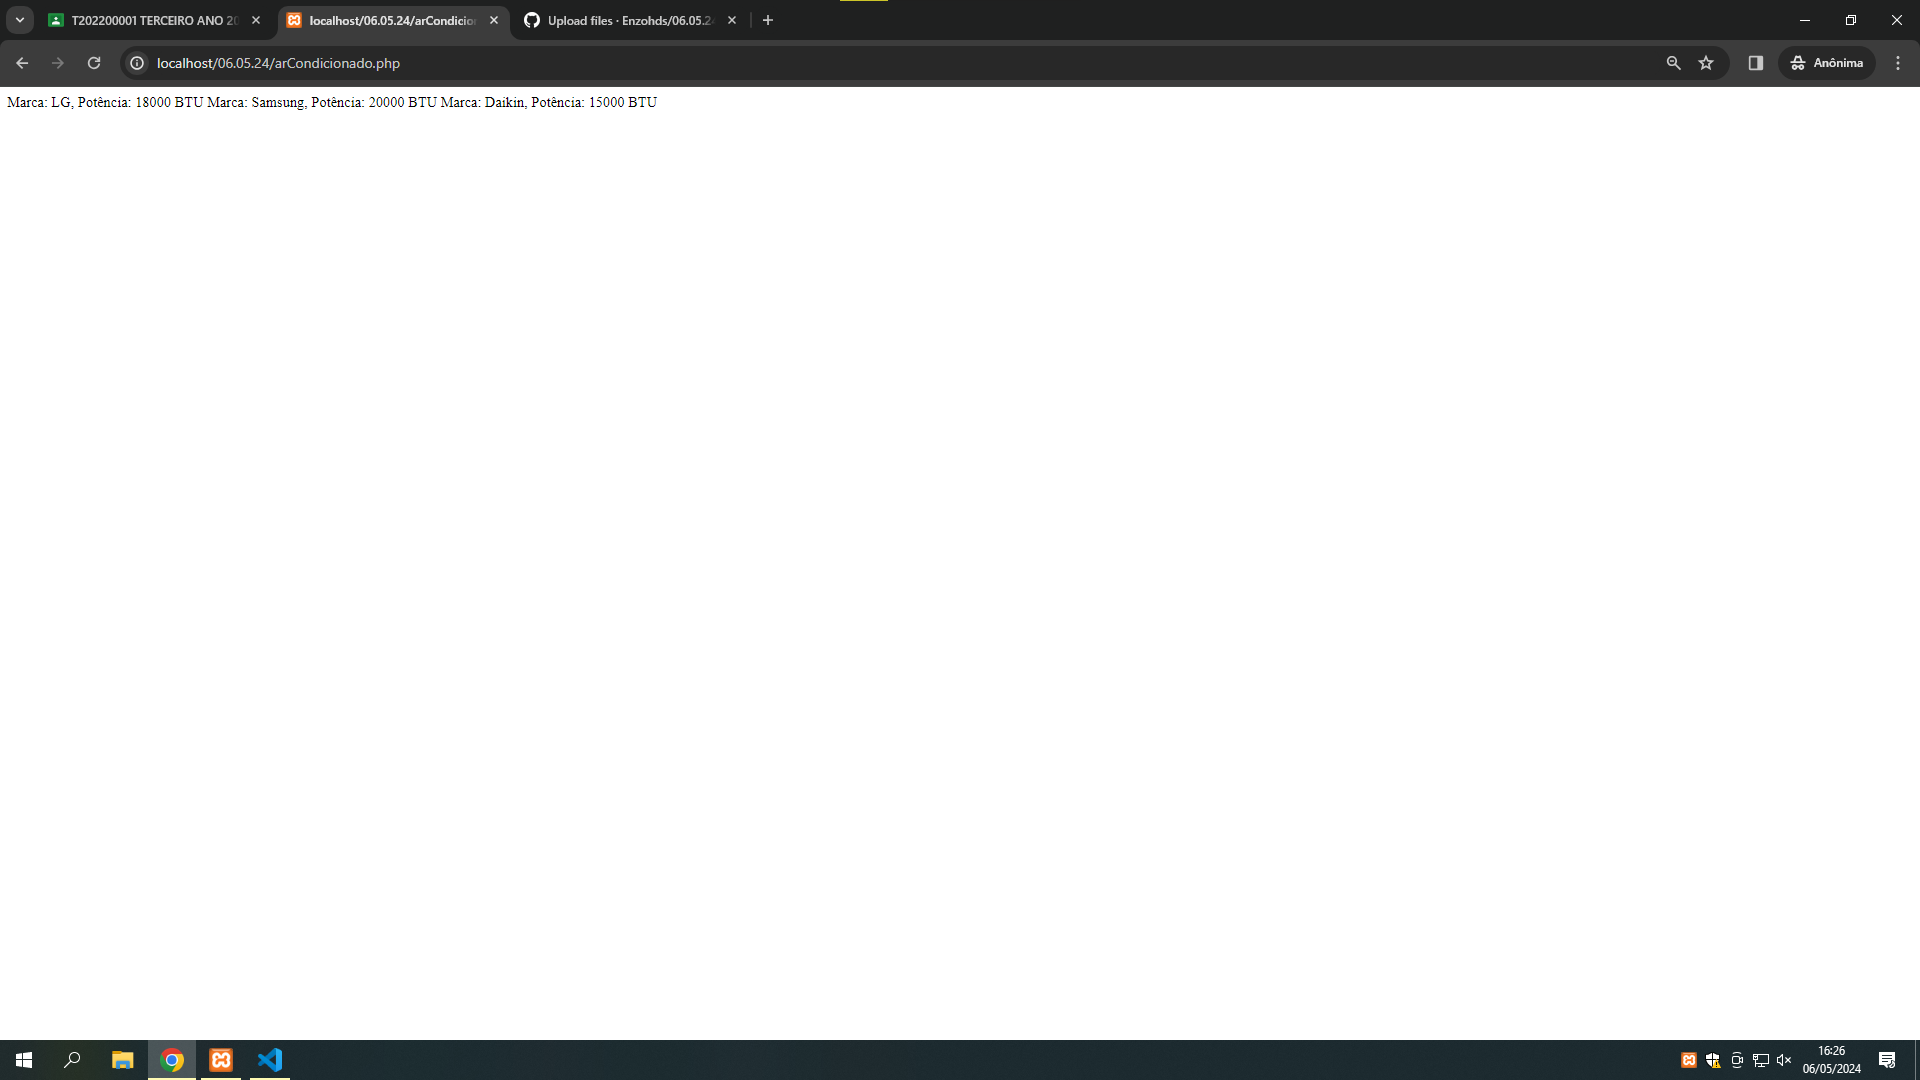 T202200001 TERCEIRO ANO 20
localhost/06.05.24/arCondicion
Upload files · Enzohds/06.05.24
localhost/06.05.24/arCondicionado.php
Anônima
Marca: LG, Potência: 18000 BTU Marca: Samsung, Potência: 20000 BTU Marca: Daikin, Potência: 15000 BTU
16:26
06/05/2024